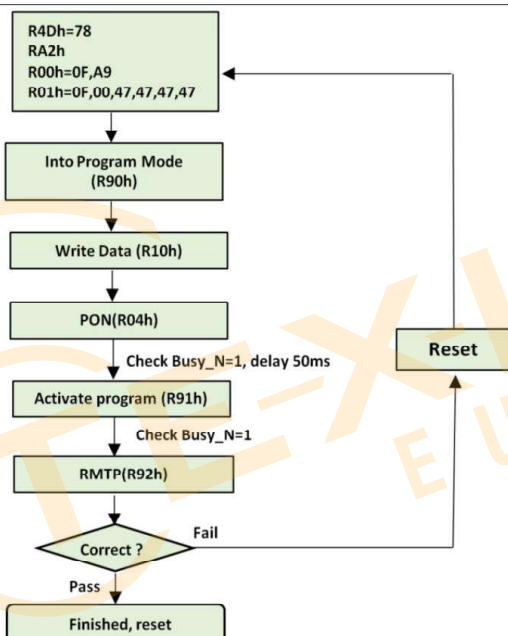 R4Dh=78
RA2h
R00h=0F,A9
R01h=0F,00,47,47,47,47
Into Program Mode
(R90h)
Write Data (R10h)
PON(R04h)
Check Busy_N=1, delay 50ms
Reset
Activate program (R91h)
Check Busy_N=1
RMTP(R92h)
Correct ?
Fail
Pass
Finished, reset